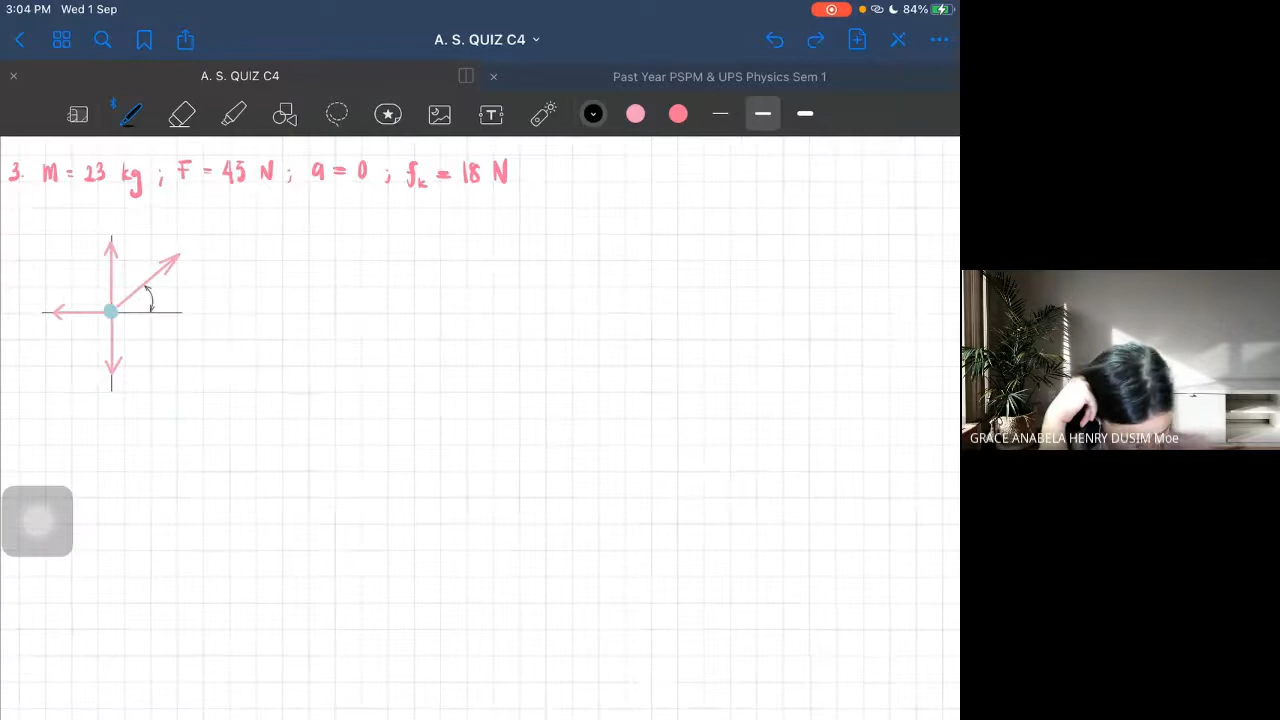 3:04 PM Wed 1 Sep
84%
A. S. QUIZ C4
A. S. QUIZ C4
Past Year PSPM & UPS Physics Sem 1
T
3. m = 23 kg ; F = 45 N ; a = 0 ; fk = 18 N
GRACE ANABELA HENRY DUSIM Moe